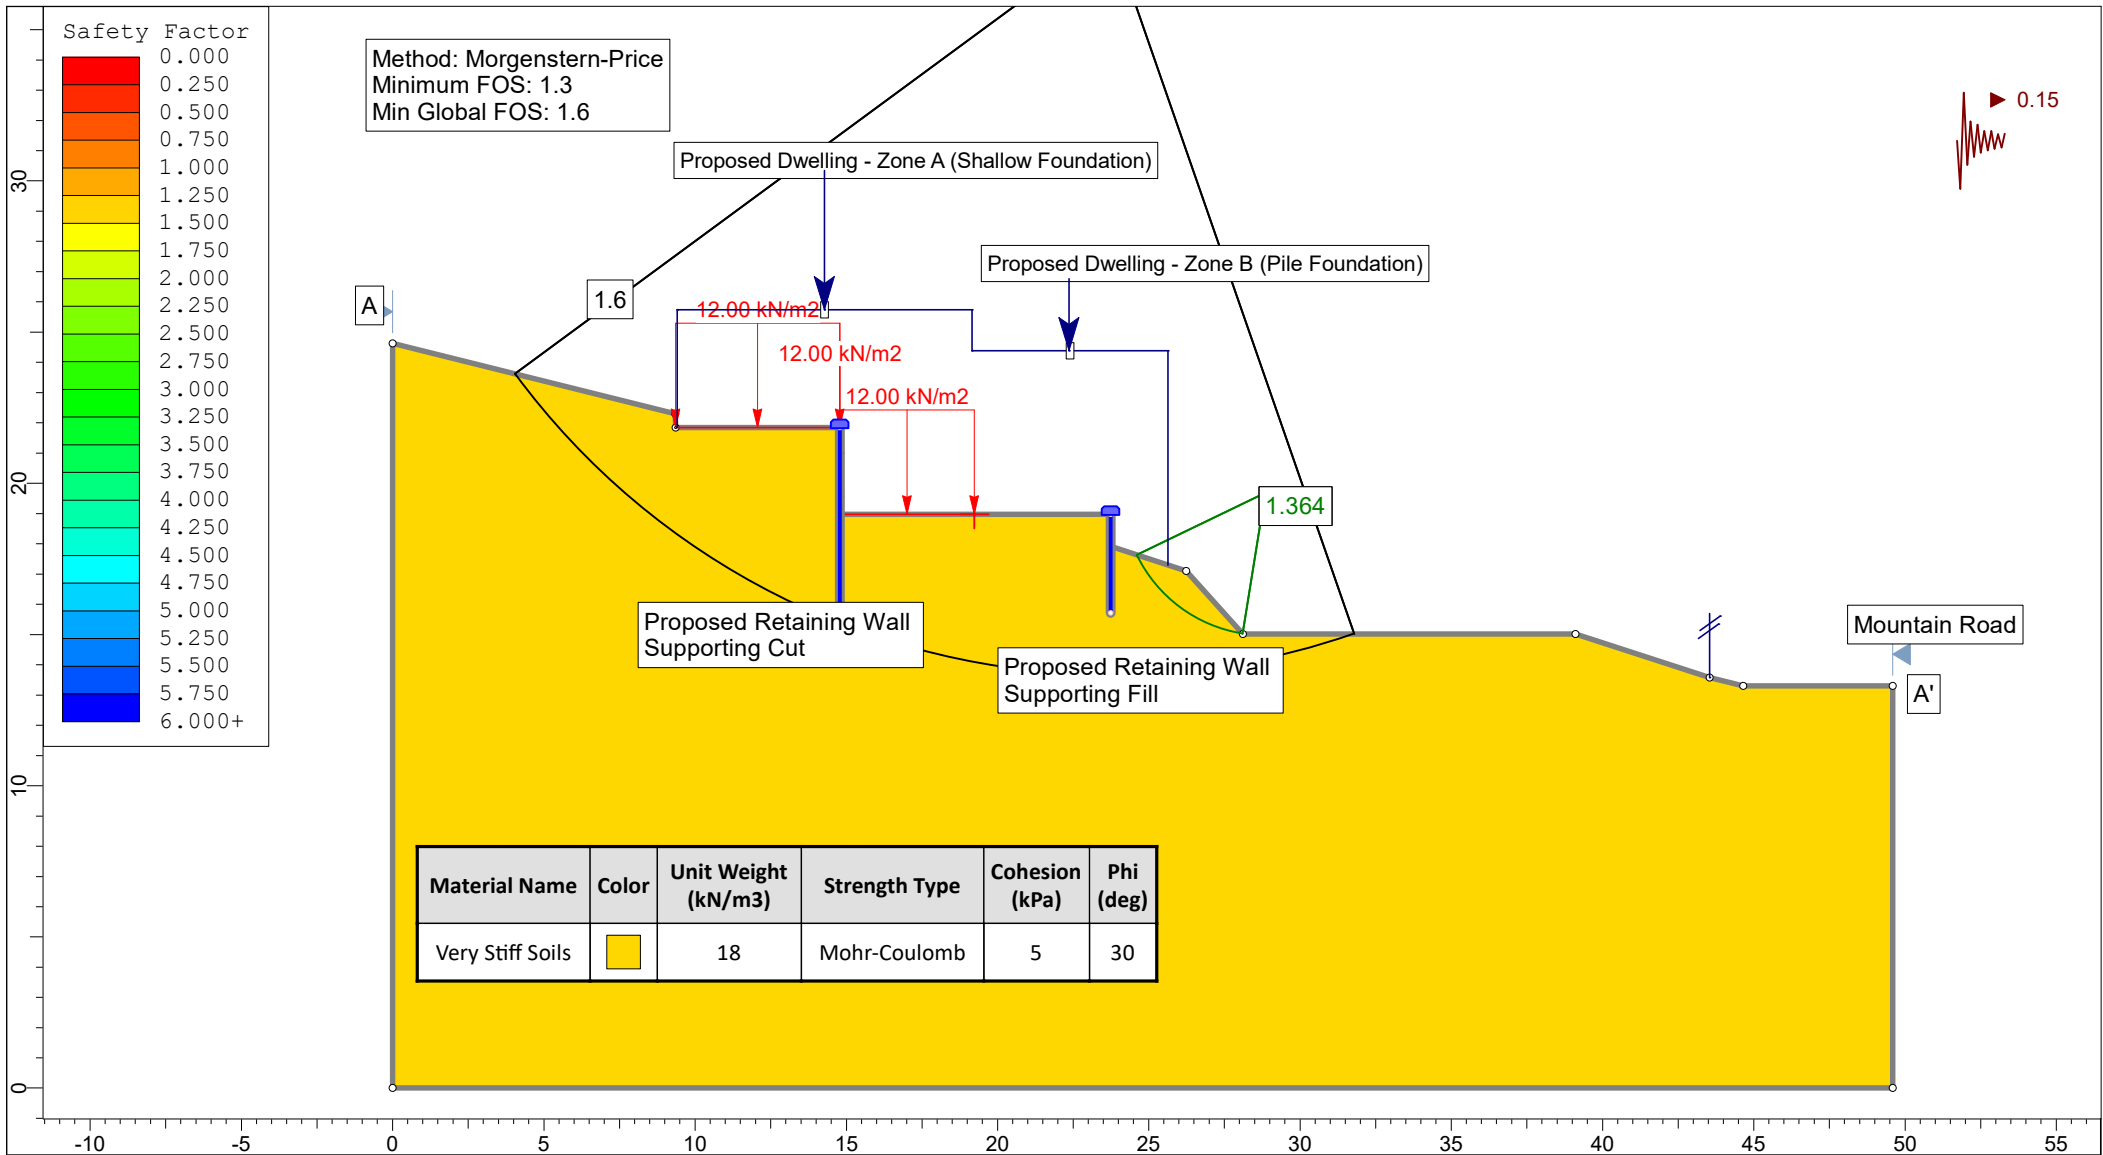 Safety Factor
0.000
0.250
0.500
0.750
1.000
1.250
1.500
1.750
2.000
2.250
2.500
2.750
3.000
3.250
3.500
3.750
4.000
4.250
4.500
4.750
5.000
5.250
5.500
5.750
6.000+
Method: Morgenstern-Price
Minimum FOS: 1.3
Min Global FOS: 1.6
0.15
Proposed Dwelling - Zone A (Shallow Foundation)
Proposed Dwelling - Zone B (Pile Foundation)
A
1.6
12.00 kN/m2
12.00 kN/m2
12.00 kN/m2
1.364
Proposed Retaining Wall
Supporting Cut
Proposed Retaining Wall
Supporting Fill
Mountain Road
A'
Material Name Color Unit Weight (kN/m3) Strength Type Cohesion (kPa) Phi (deg)
Very Stiff Soils 18 Mohr-Coulomb 5 30
30
20
10
0
-10 -5 0 5 10 15 20 25 30 35 40 45 50 55